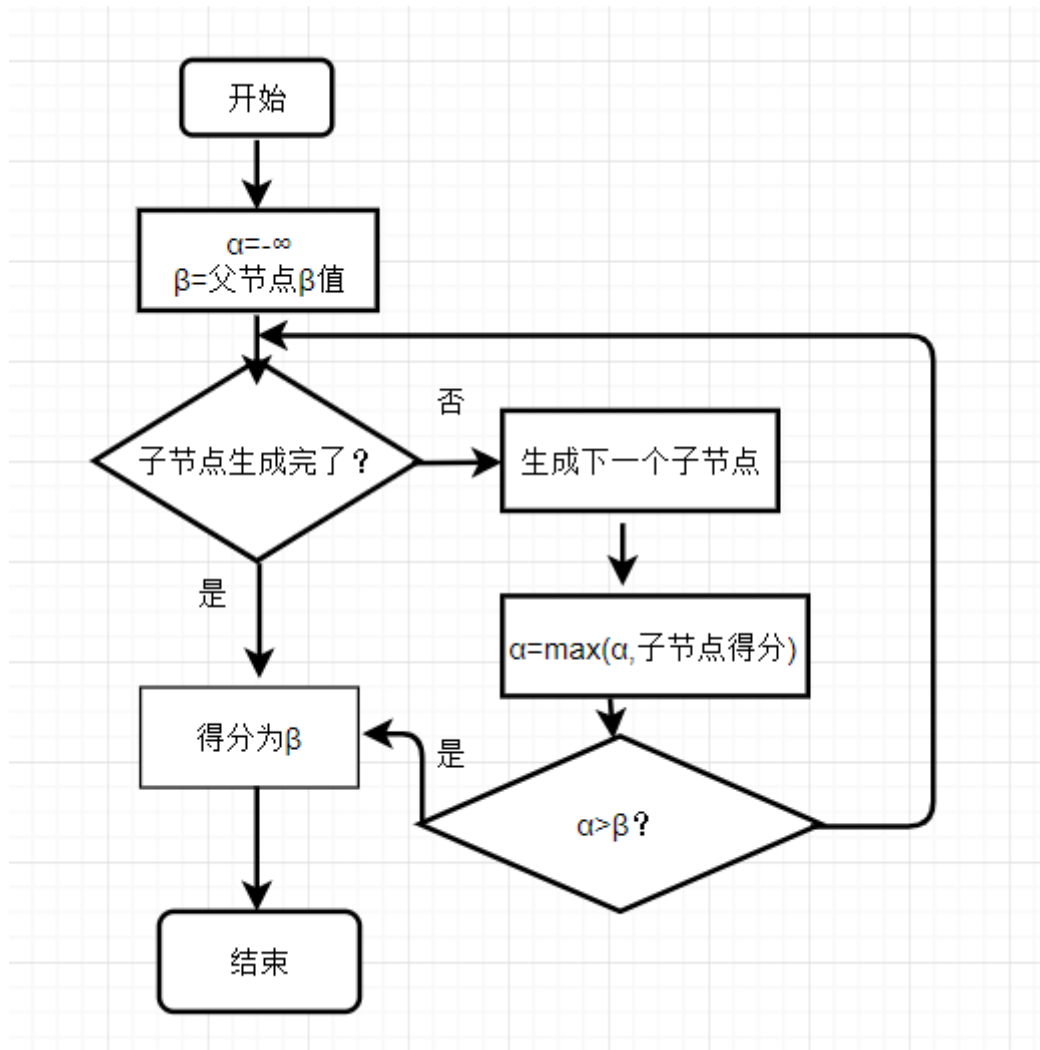 开始
α=-∞
β=父节点β值
否
子节点生成完了？
生成下一个子节点
是
α=max(α,子节点得分)
得分为β
是
α>β?
结束